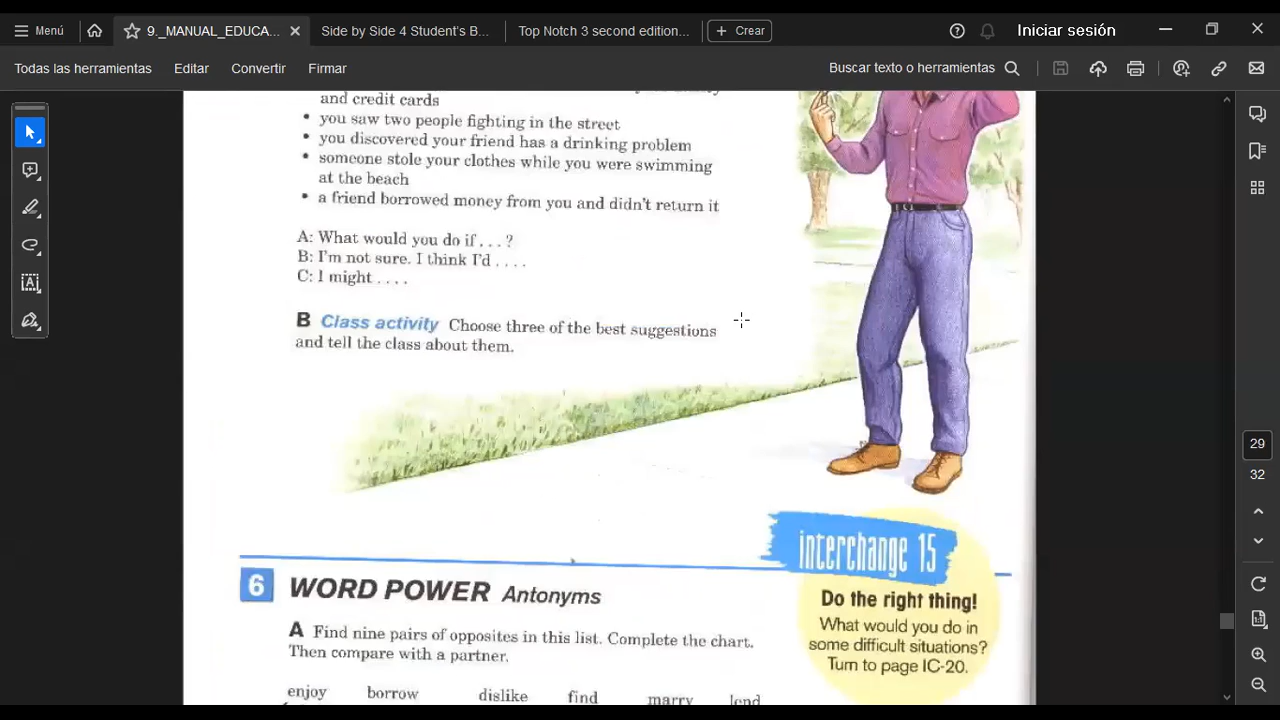 Menú
9._MANUAL_EDUCA...
Side by Side 4 Student's B...
Top Notch 3 second edition...
Crear
Iniciar sesión
Todas las herramientas
Editar
Convertir
Firmar
Buscar texto o herramientas
and credit cards
• you saw two people fighting in the street
• you discovered your friend has a drinking problem
• someone stole your clothes while you were swimming
at the beach
• a friend borrowed money from you and didn't return it
A: What would you do if . . . ?
B: I'm not sure. I think I'd . . . .
C: I might . . . .
B Class activity Choose three of the best suggestions
and tell the class about them.
29
32
interchange 15
Do the right thing!
What would you do in
some difficult situations?
Turn to page IC-20.
6 WORD POWER Antonyms
A Find nine pairs of opposites in this list. Complete the chart.
Then compare with a partner.
enjoy borrow dislike find marry lend